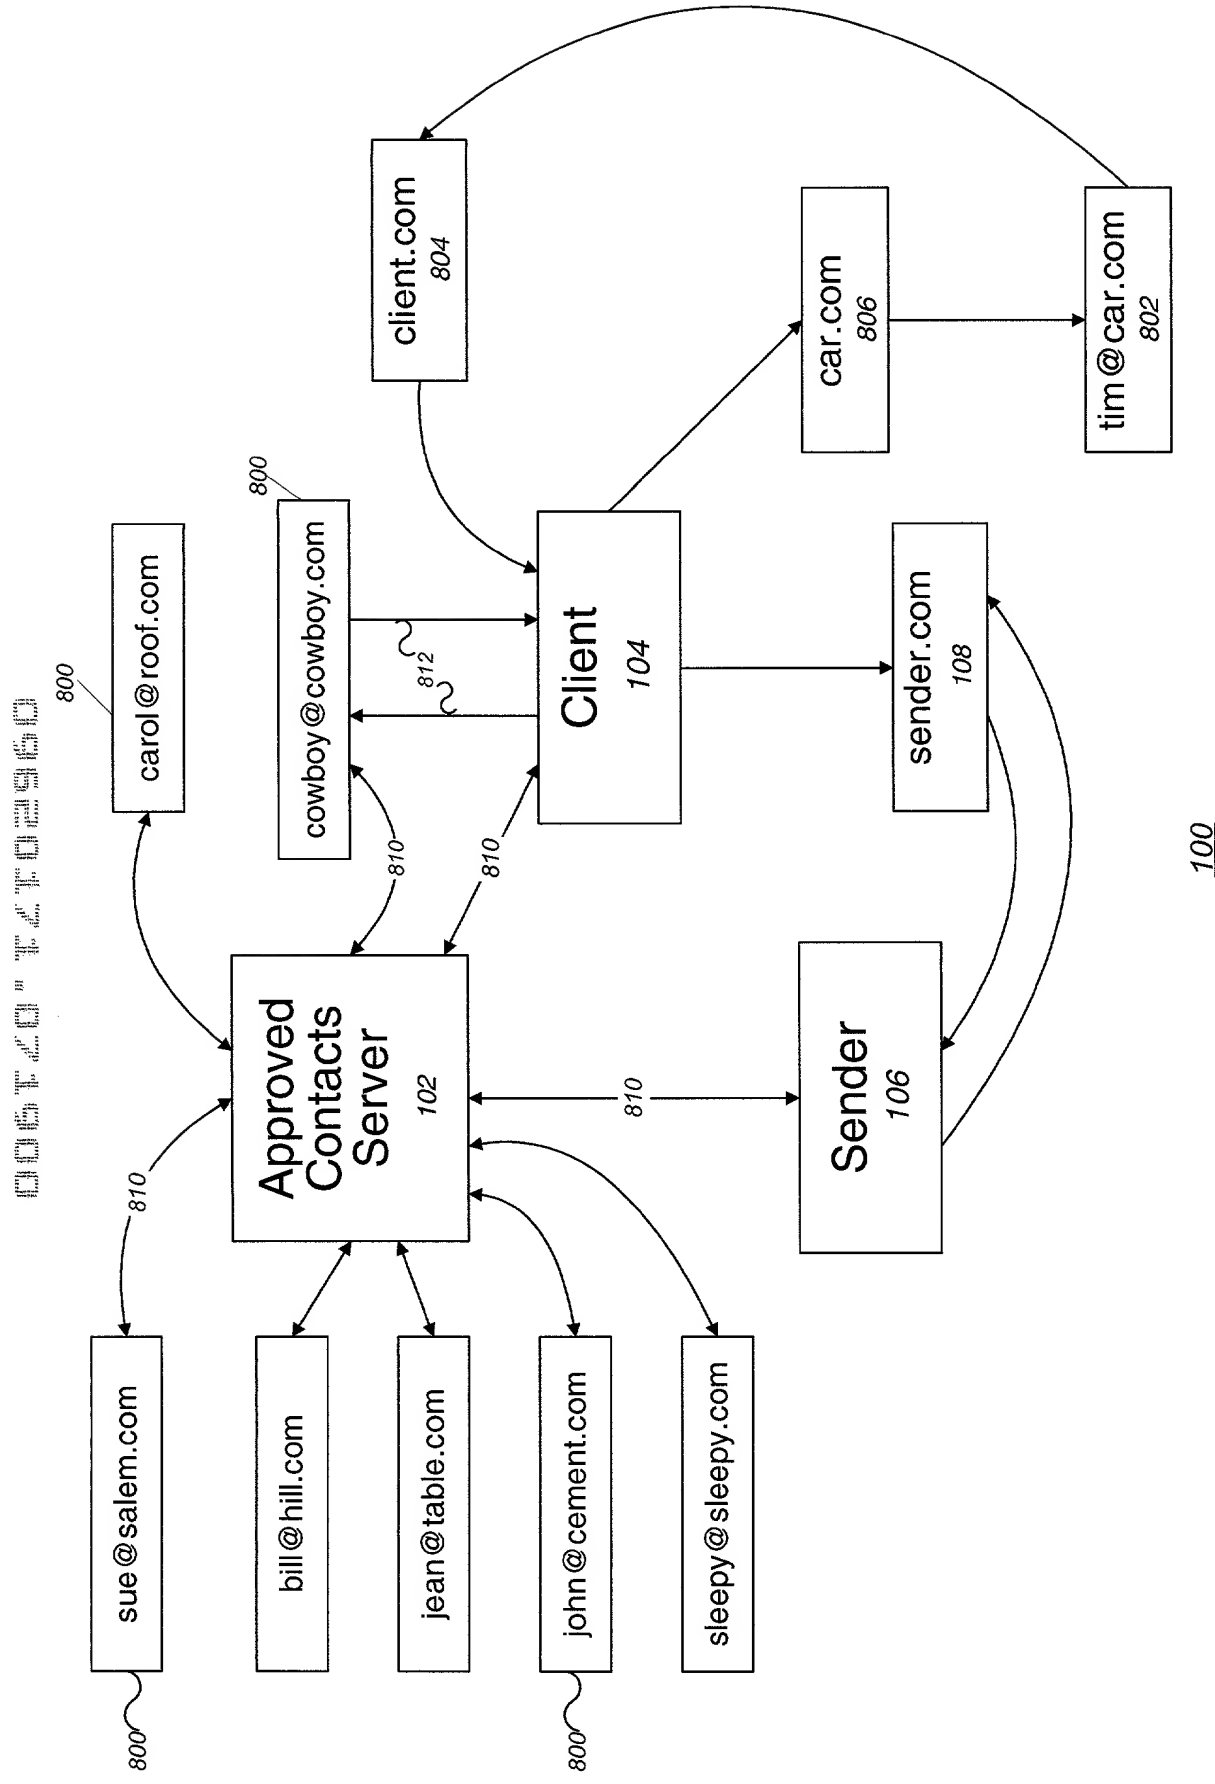 800
sue@salem.com
810
800
carol@roof.com
bill@hill.com
Approved
Contacts
Server
102
810
cowboy@cowboy.com
800
812
client.com
804
jean@table.com
810
800
john@cement.com
Client
104
810
sleepy@sleepy.com
Sender
106
sender.com
108
car.com
806
tim@car.com
802
100